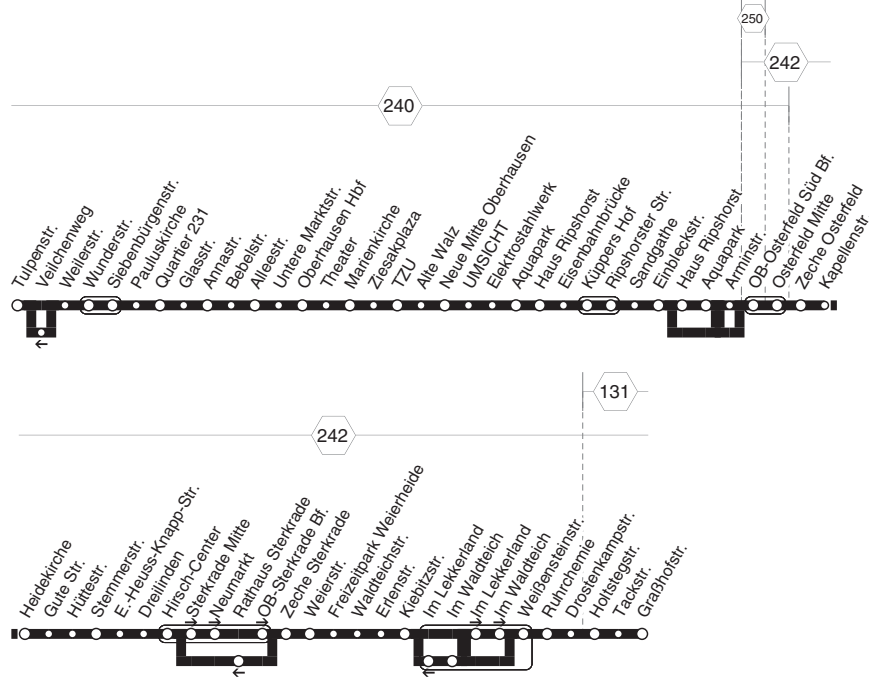 250
242
240
Tulpenstr.
Veilchenweg
Weilerstr.
Wunderstr.
Siebenbürgenstr.
Pauluskirche
Quartier 231
Glasstr.
Annastr.
Bebelstr.
Alleestr.
Untere Marktstr.
Oberhausen Hbf
Theater
Marienkirche
Zlesakplaza
TZU
Alte Walz
Neue Mitte Oberhausen
UMSICHT
Elektrostahlwerk
Aquapark
Haus Ripshorst
Eisenbahnbrücke
Küppers Hof
Ripshorster Str.
Sandgathe
Einbleckstr.
Haus Ripshorst
Aquapark
Arminstr.
OB-Osterfeld Süd Bf.
Osterfeld Mitte
Zeche Osterfeld
Kapellenstr
131
242
Heidekirche
Gute Str.
Hüttestr.
Stemmerstr.
E.-Heuss-Knapp-Str.
Dreilinden
Hirsch-Center
Sterkrade Mitte
Neumarkt
Rathaus Sterkrade
OB-Sterkrade Bf.
Zeche Sterkrade
Weierstr.
Freizeitpark Weierheide
Waldteichstr.
Erlenstr.
Kiebitzstr.
Im Lekkerland
Im Waldteich
Im Lekkerland
Im Waldteich
Weißensteinstr.
Ruhrchemie
Drostenkampstr.
Holtstegstr.
Tackstr.
Graßhofstr.